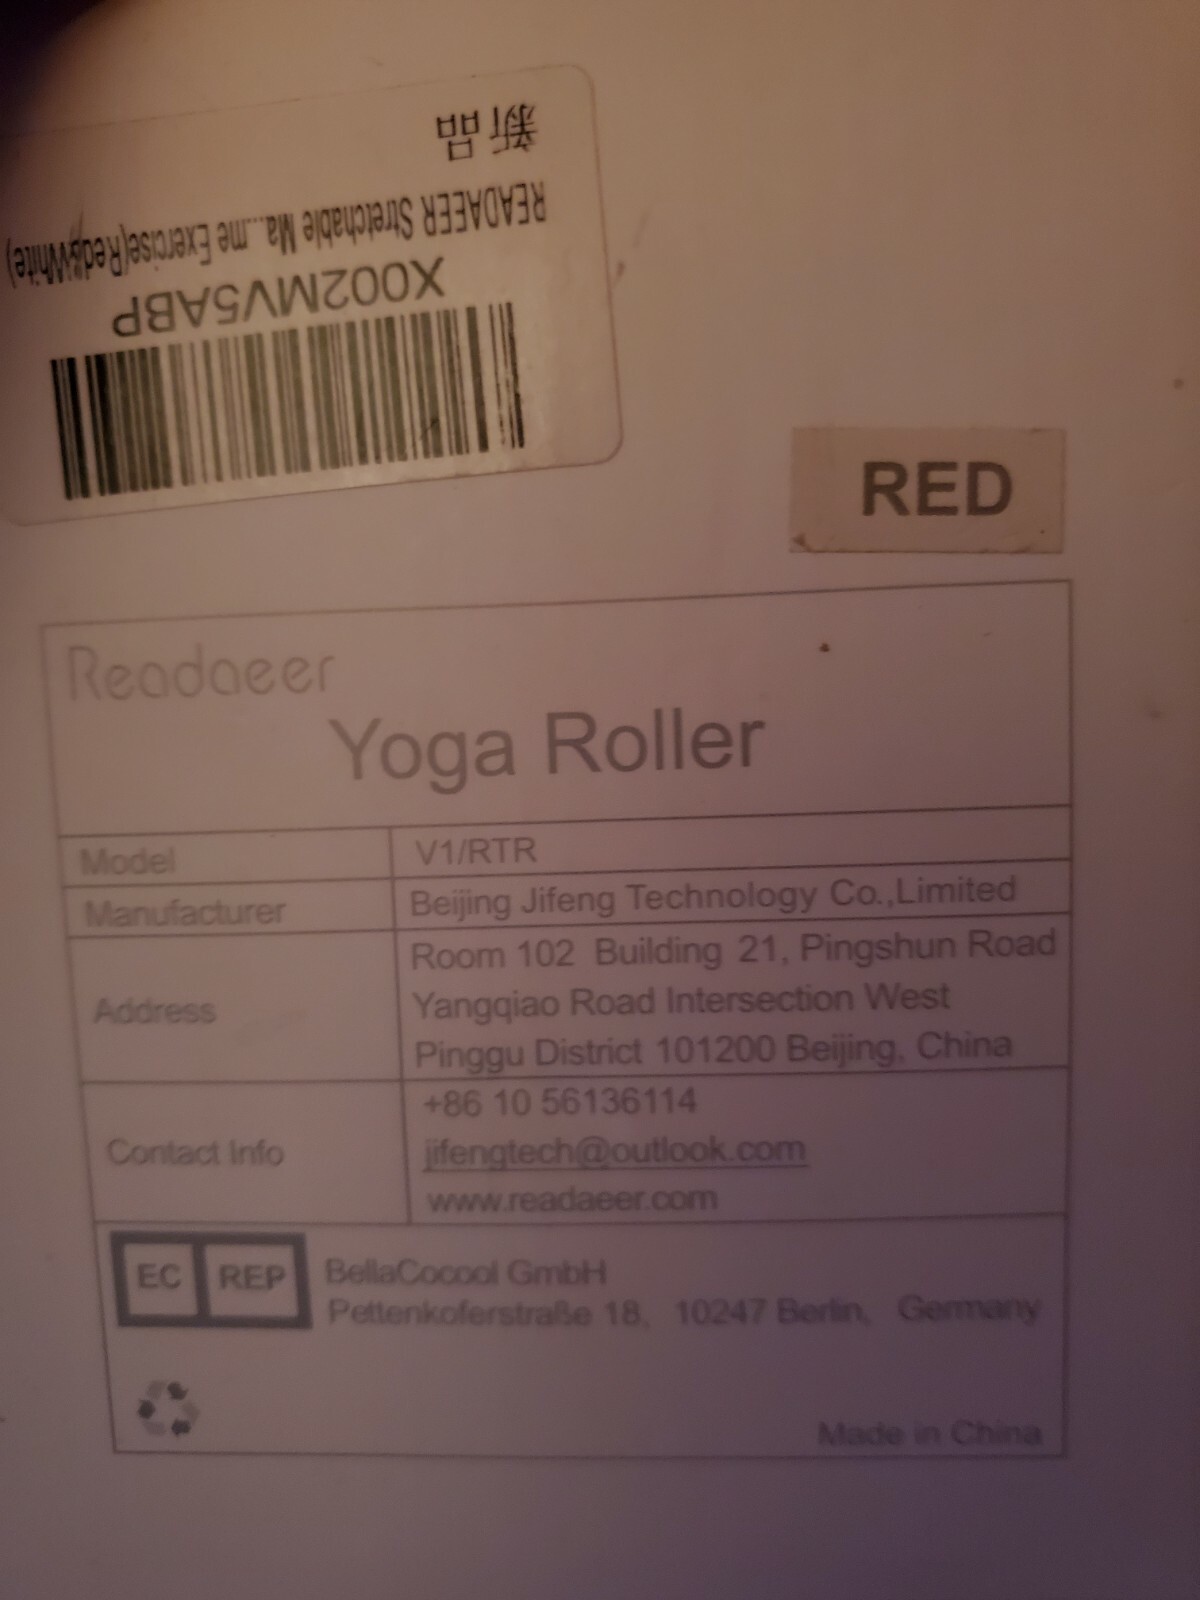 新品
READAEER Stretchable Ma...me Exercise(Red&White)
X002MV5ABP
RED
Readaeer
Yoga Roller
Model V1/RTR
Manufacturer Beijing Jifeng Technology Co.,Limited
Address Room 102 Building 21, Pingshun Road
Yangqiao Road Intersection West
Pinggu District 101200 Beijing, China
Contact Info +86 10 56136114
jifengtech@outlook.com
www.readaeer.com
EC REP BellaCocool GmbH
Pettenkoferstraße 18, 10247 Berlin, Germany
Made in China